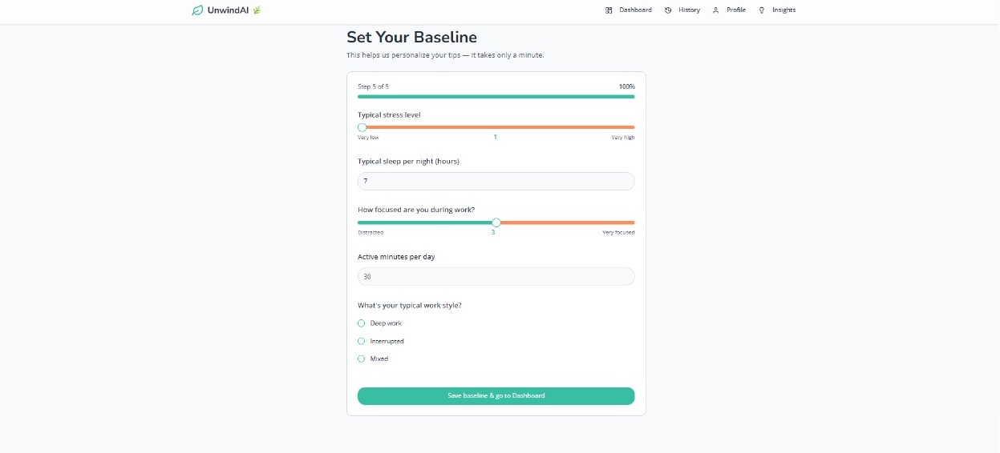 UnwindAI 🌿 Dashboard History Profile Insights
Set Your Baseline
This helps us personalize your tips — it takes only a minute.
Step 5 of 5 100%
Typical stress level
Very low 1 Very high
Typical sleep per night (hours)
7
How focused are you during work?
Distracted 3 Very focused
Active minutes per day
30
What's your typical work style?
Deep work
Interrupted
Mixed
Save baseline & go to Dashboard